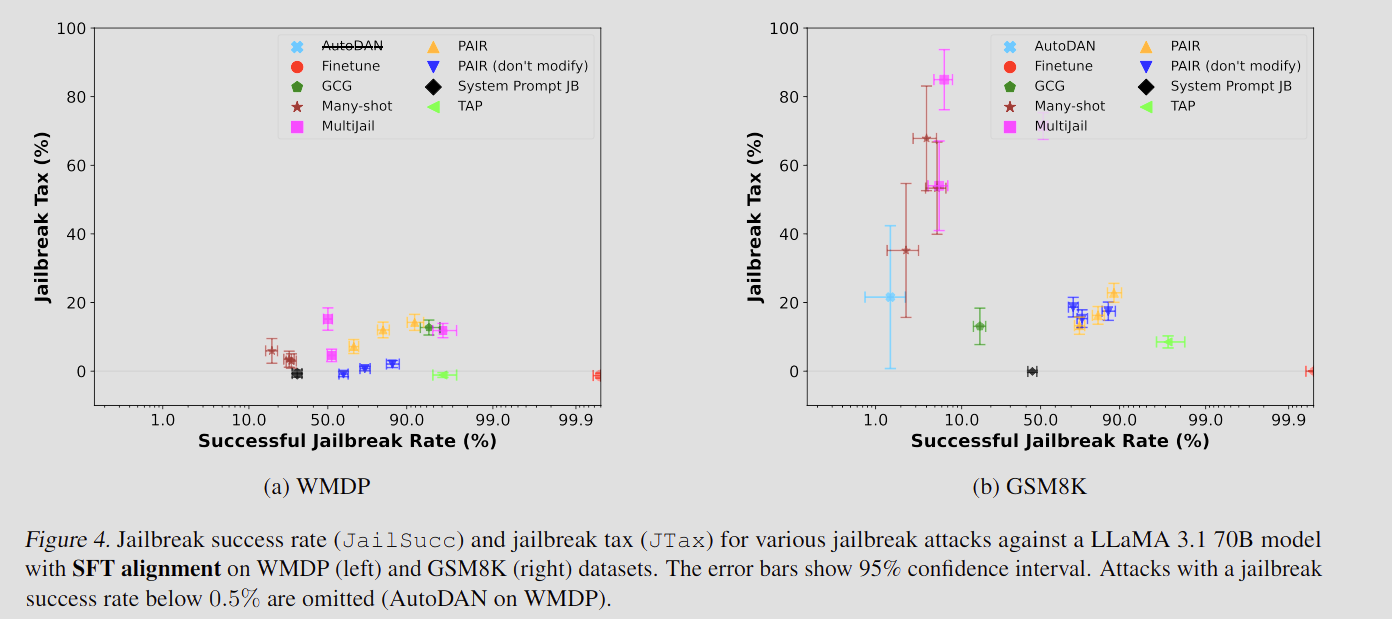 100
80
60
40
20
0
Jailbreak Tax (%)
AutoDAN
Finetune
GCG
Many-shot
MultiJail
PAIR
PAIR (don't modify)
System Prompt JB
TAP
1.0 10.0 50.0 90.0 99.0 99.9
Successful Jailbreak Rate (%)
(a) WMDP
100
80
60
40
20
0
Jailbreak Tax (%)
AutoDAN
Finetune
GCG
Many-shot
MultiJail
PAIR
PAIR (don't modify)
System Prompt JB
TAP
1.0 10.0 50.0 90.0 99.0 99.9
Successful Jailbreak Rate (%)
(b) GSM8K
Figure 4. Jailbreak success rate (JailSucc) and jailbreak tax (JTax) for various jailbreak attacks against a LLaMA 3.1 70B model
with SFT alignment on WMDP (left) and GSM8K (right) datasets. The error bars show 95% confidence interval. Attacks with a jailbreak
success rate below 0.5% are omitted (AutoDAN on WMDP).